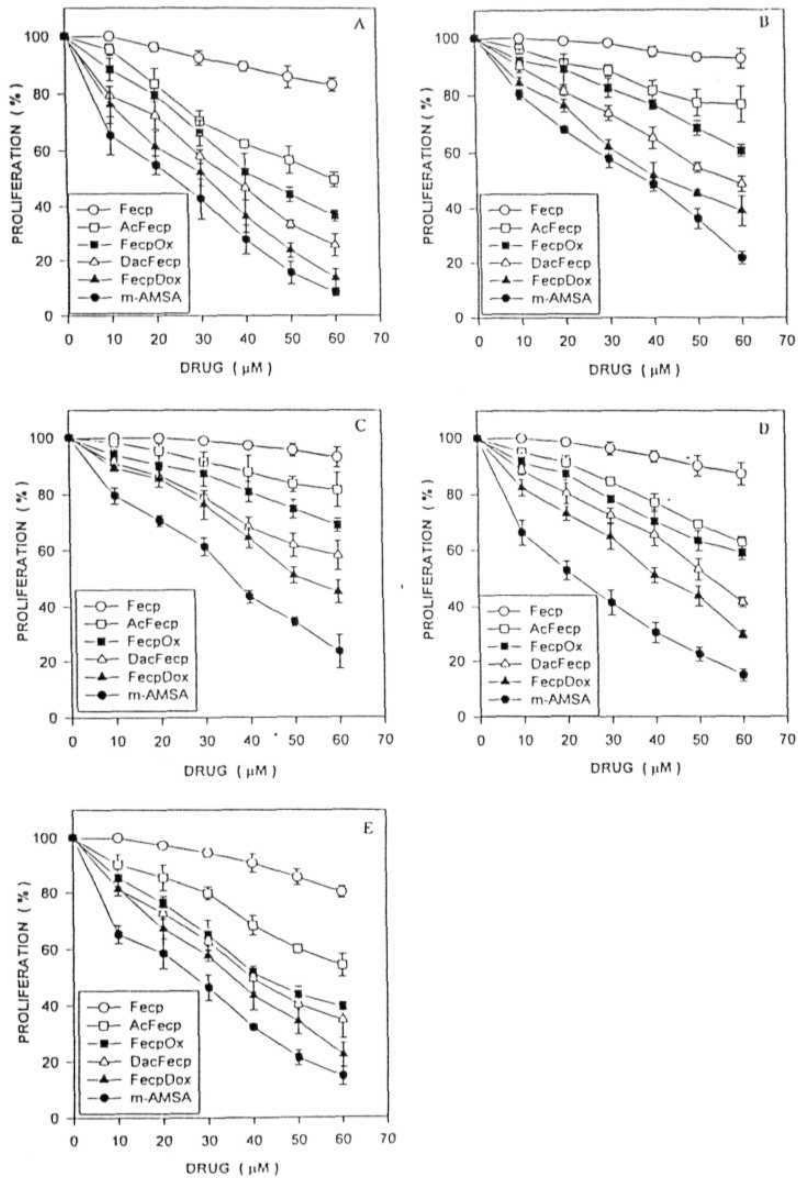 A
PROLIFERATION (%)
100
80
60
40
20
0
Fecp
AcFecp
FecpOx
DacFecp
FecpDox
m-AMSA
0 10 20 30 40 50 60 70
DRUG ( µM )
B
PROLIFERATION (%)
100
80
60
40
20
0
Fecp
AcFecp
FecpOx
DacFecp
FecpDox
m-AMSA
0 10 20 30 40 50 60 70
DRUG ( µM )
C
PROLIFERATION (%)
100
80
60
40
20
0
Fecp
AcFecp
FecpOx
DacFecp
FecpDox
m-AMSA
0 10 20 30 40 50 60 70
DRUG ( µM )
D
PROLIFERATION (%)
100
80
60
40
20
0
Fecp
AcFecp
FecpOx
DacFecp
FecpDox
m-AMSA
0 10 20 30 40 50 60 70
DRUG ( µM )
E
PROLIFERATION (%)
100
80
60
40
20
0
Fecp
AcFecp
FecpOx
DacFecp
FecpDox
m-AMSA
0 10 20 30 40 50 60 70
DRUG ( µM )